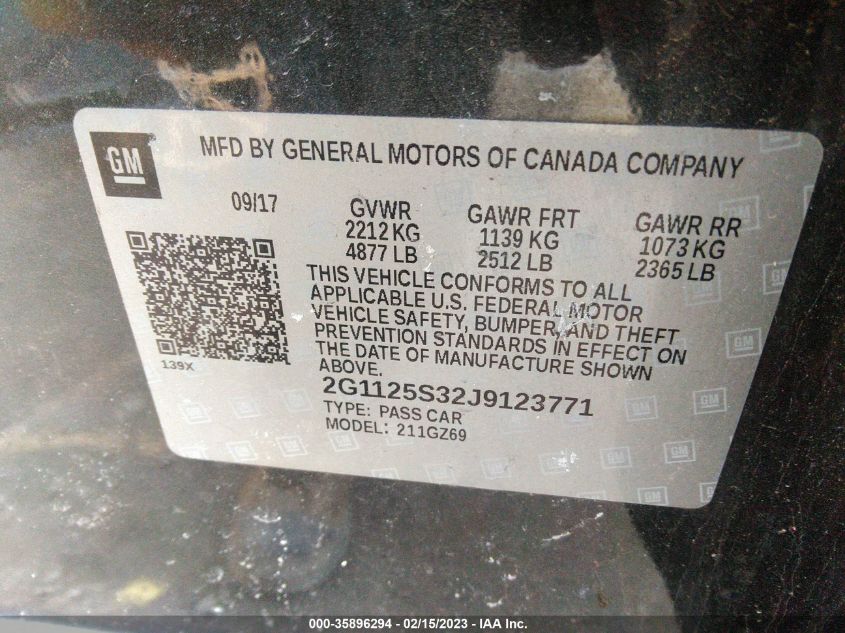 GM
MFD BY GENERAL MOTORS OF CANADA COMPANY
09/17
GVWR
2212 KG
4877 LB
GAWR FRT
1139 KG
2512 LB
GAWR RR
1073 KG
2365 LB
THIS VEHICLE CONFORMS TO ALL
APPLICABLE U.S. FEDERAL MOTOR
VEHICLE SAFETY, BUMPER, AND THEFT
PREVENTION STANDARDS IN EFFECT ON
THE DATE OF MANUFACTURE SHOWN
ABOVE.
139X
2G1125S32J9123771
TYPE: PASS CAR
MODEL: 211GZ69
000-35896294 - 02/15/2023 - IAA Inc.